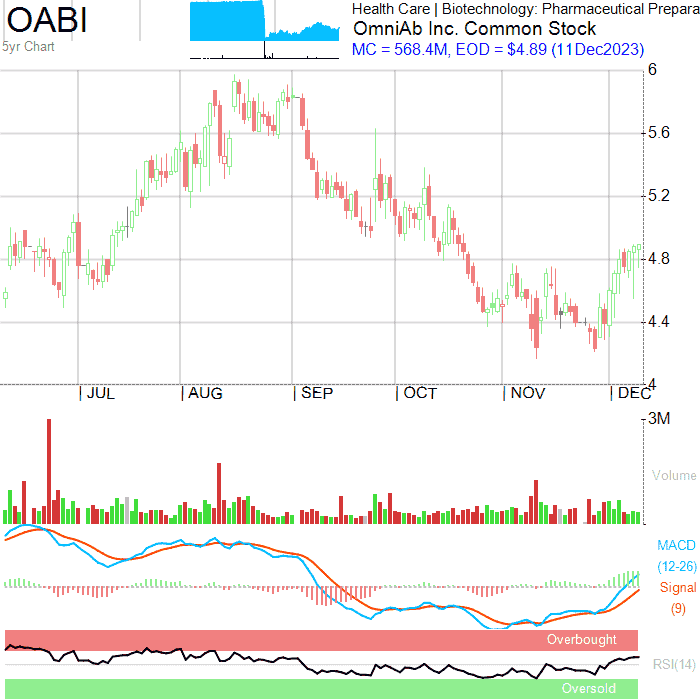 OABI
5yr Chart
Health Care | Biotechnology: Pharmaceutical Prepara
OmniAb Inc. Common Stock
MC = 568.4M, EOD = $4.89 (11Dec2023)
6
5.6
5.2
4.8
4.4
4
| JUL | AUG | SEP | OCT | NOV | DEC
3M
Volume
MACD
(12-26)
Signal
(9)
Overbought
RSI(14)
Oversold